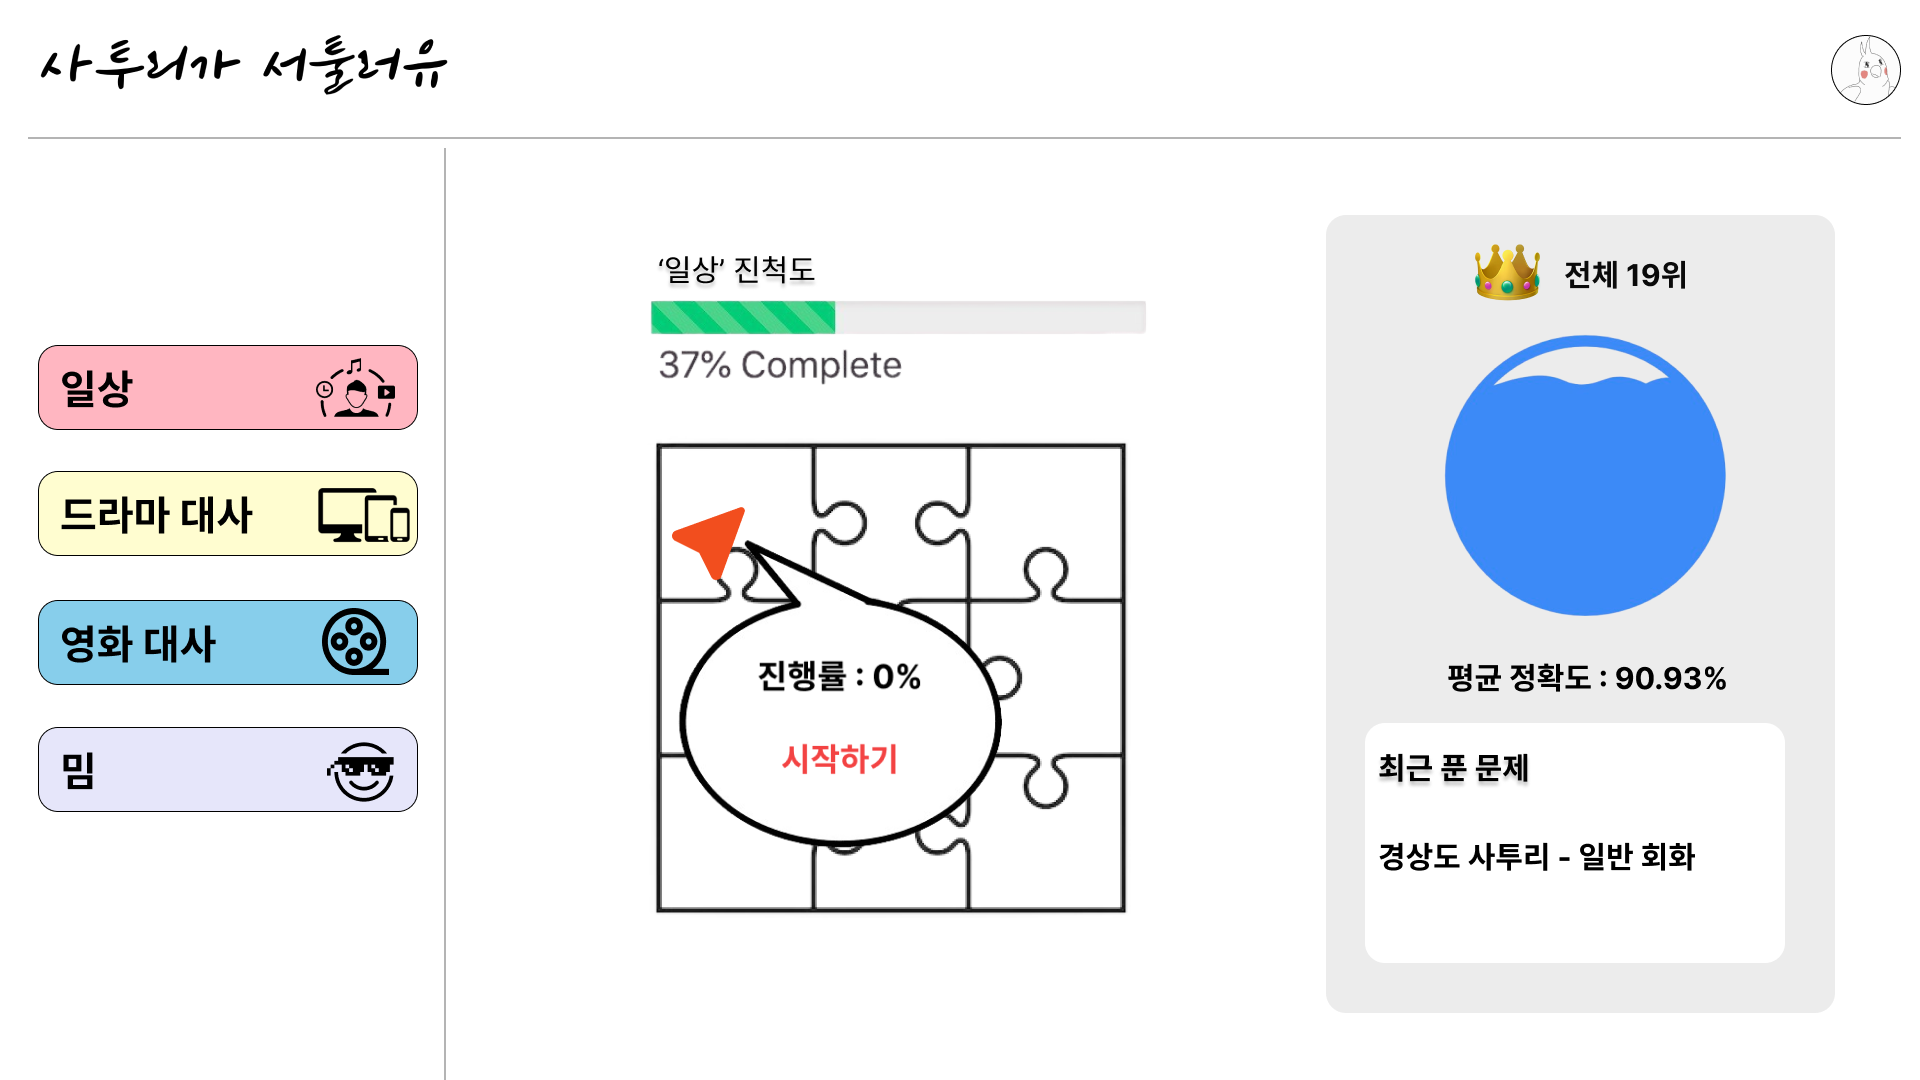 사투리가 서툴러유
일상
드라마 대사
영화 대사
밈
‘일상’ 진척도
37% Complete
진행률 : 0%
시작하기
전체 19위
평균 정확도 : 90.93%
최근 푼 문제
경상도 사투리 - 일반 회화